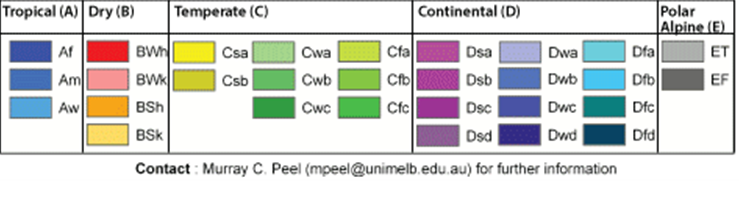 Tropical (A) Dry (B) Temperate (C) Continental (D) Polar
Alpine (E)
Af BWh Csa Cwa Cfa Dsa Dwa Dfa ET
Am BWk Csb Cwb Cfb Dsb Dwb Dfb EF
Aw BSh Cwc Cfc Dsc Dwc Dfc
BSk Dsd Dwd Dfd
Contact : Murray C. Peel (mpeel@unimelb.edu.au) for further information